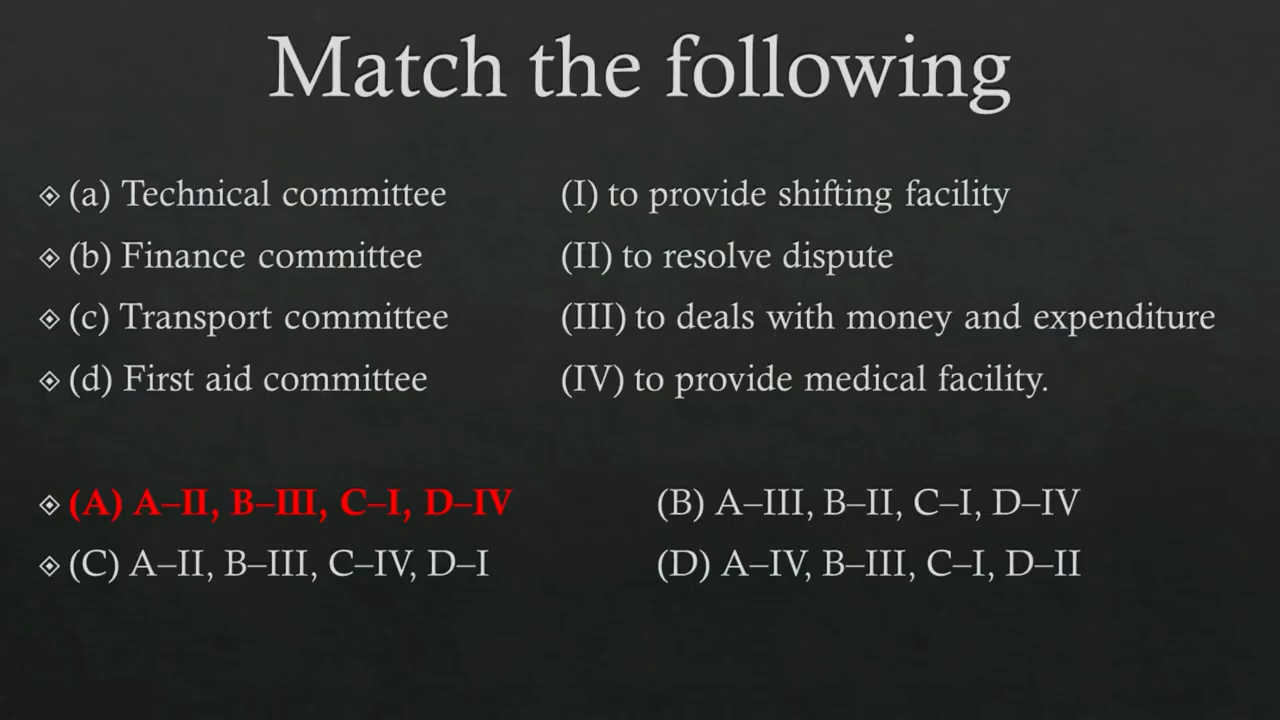 Match the following
(a) Technical committee (I) to provide shifting facility
(b) Finance committee (II) to resolve dispute
(c) Transport committee (III) to deals with money and expenditure
(d) First aid committee (IV) to provide medical facility.
(A) A–II, B–III, C–I, D–IV (B) A–III, B–II, C–I, D–IV
(C) A–II, B–III, C–IV, D–I (D) A–IV, B–III, C–I, D–II